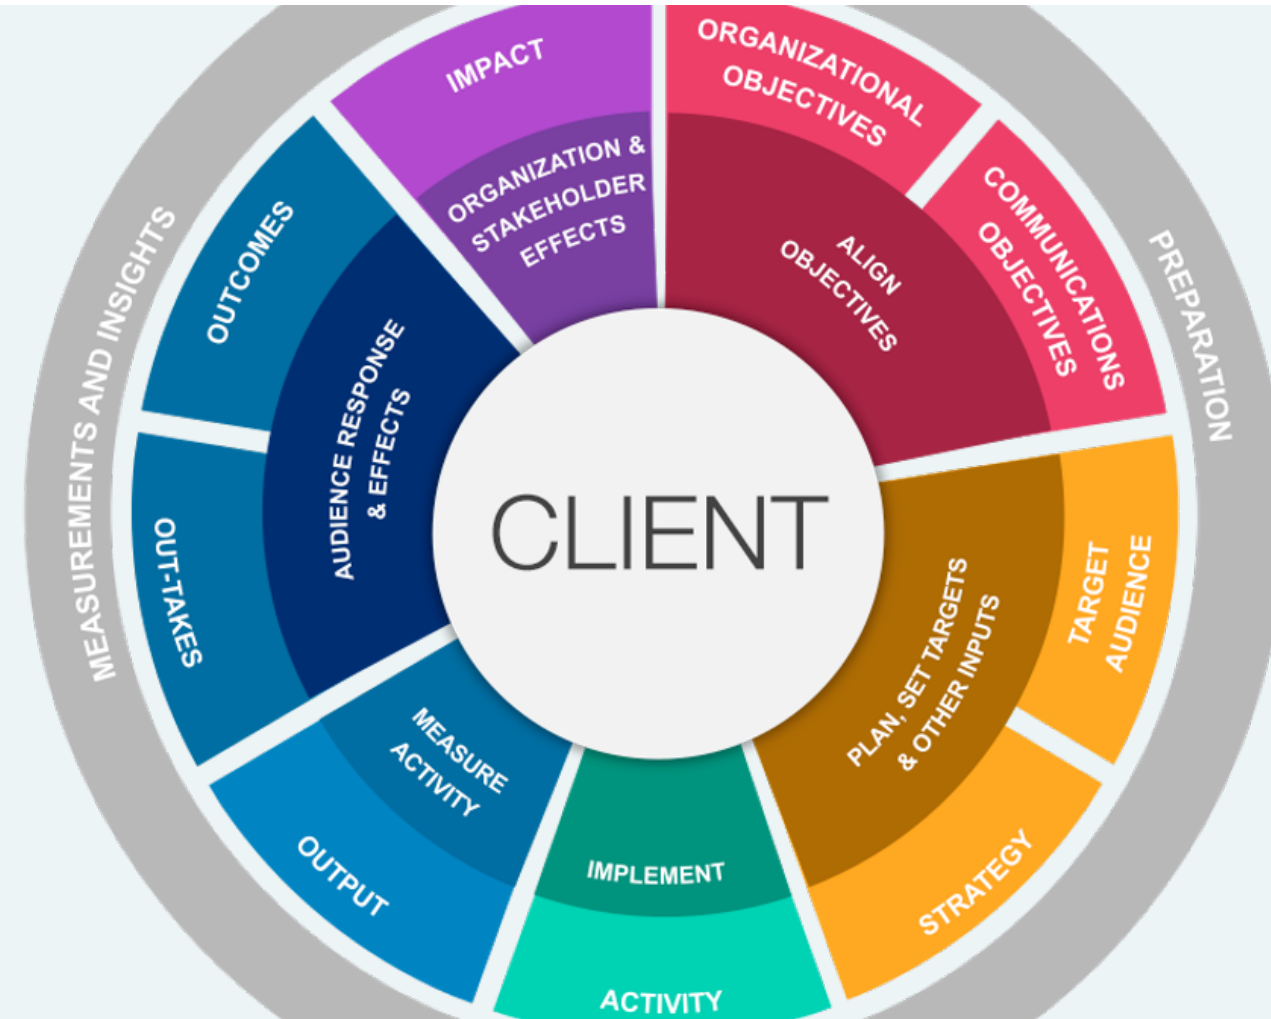 IMPACT
ORGANIZATION &
STAKEHOLDER
EFFECTS
ORGANIZATIONAL
OBJECTIVES
COMMUNICATIONS
OBJECTIVES
ALIGN
OBJECTIVES
PREPARATION
TARGET
AUDIENCE
PLAN, SET TARGETS
& OTHER INPUTS
STRATEGY
IMPLEMENT
ACTIVITY
MEASURE
ACTIVITY
OUTPUT
OUT-TAKES
OUTCOMES
AUDIENCE RESPONSE
& EFFECTS
MEASUREMENTS AND INSIGHTS
CLIENT